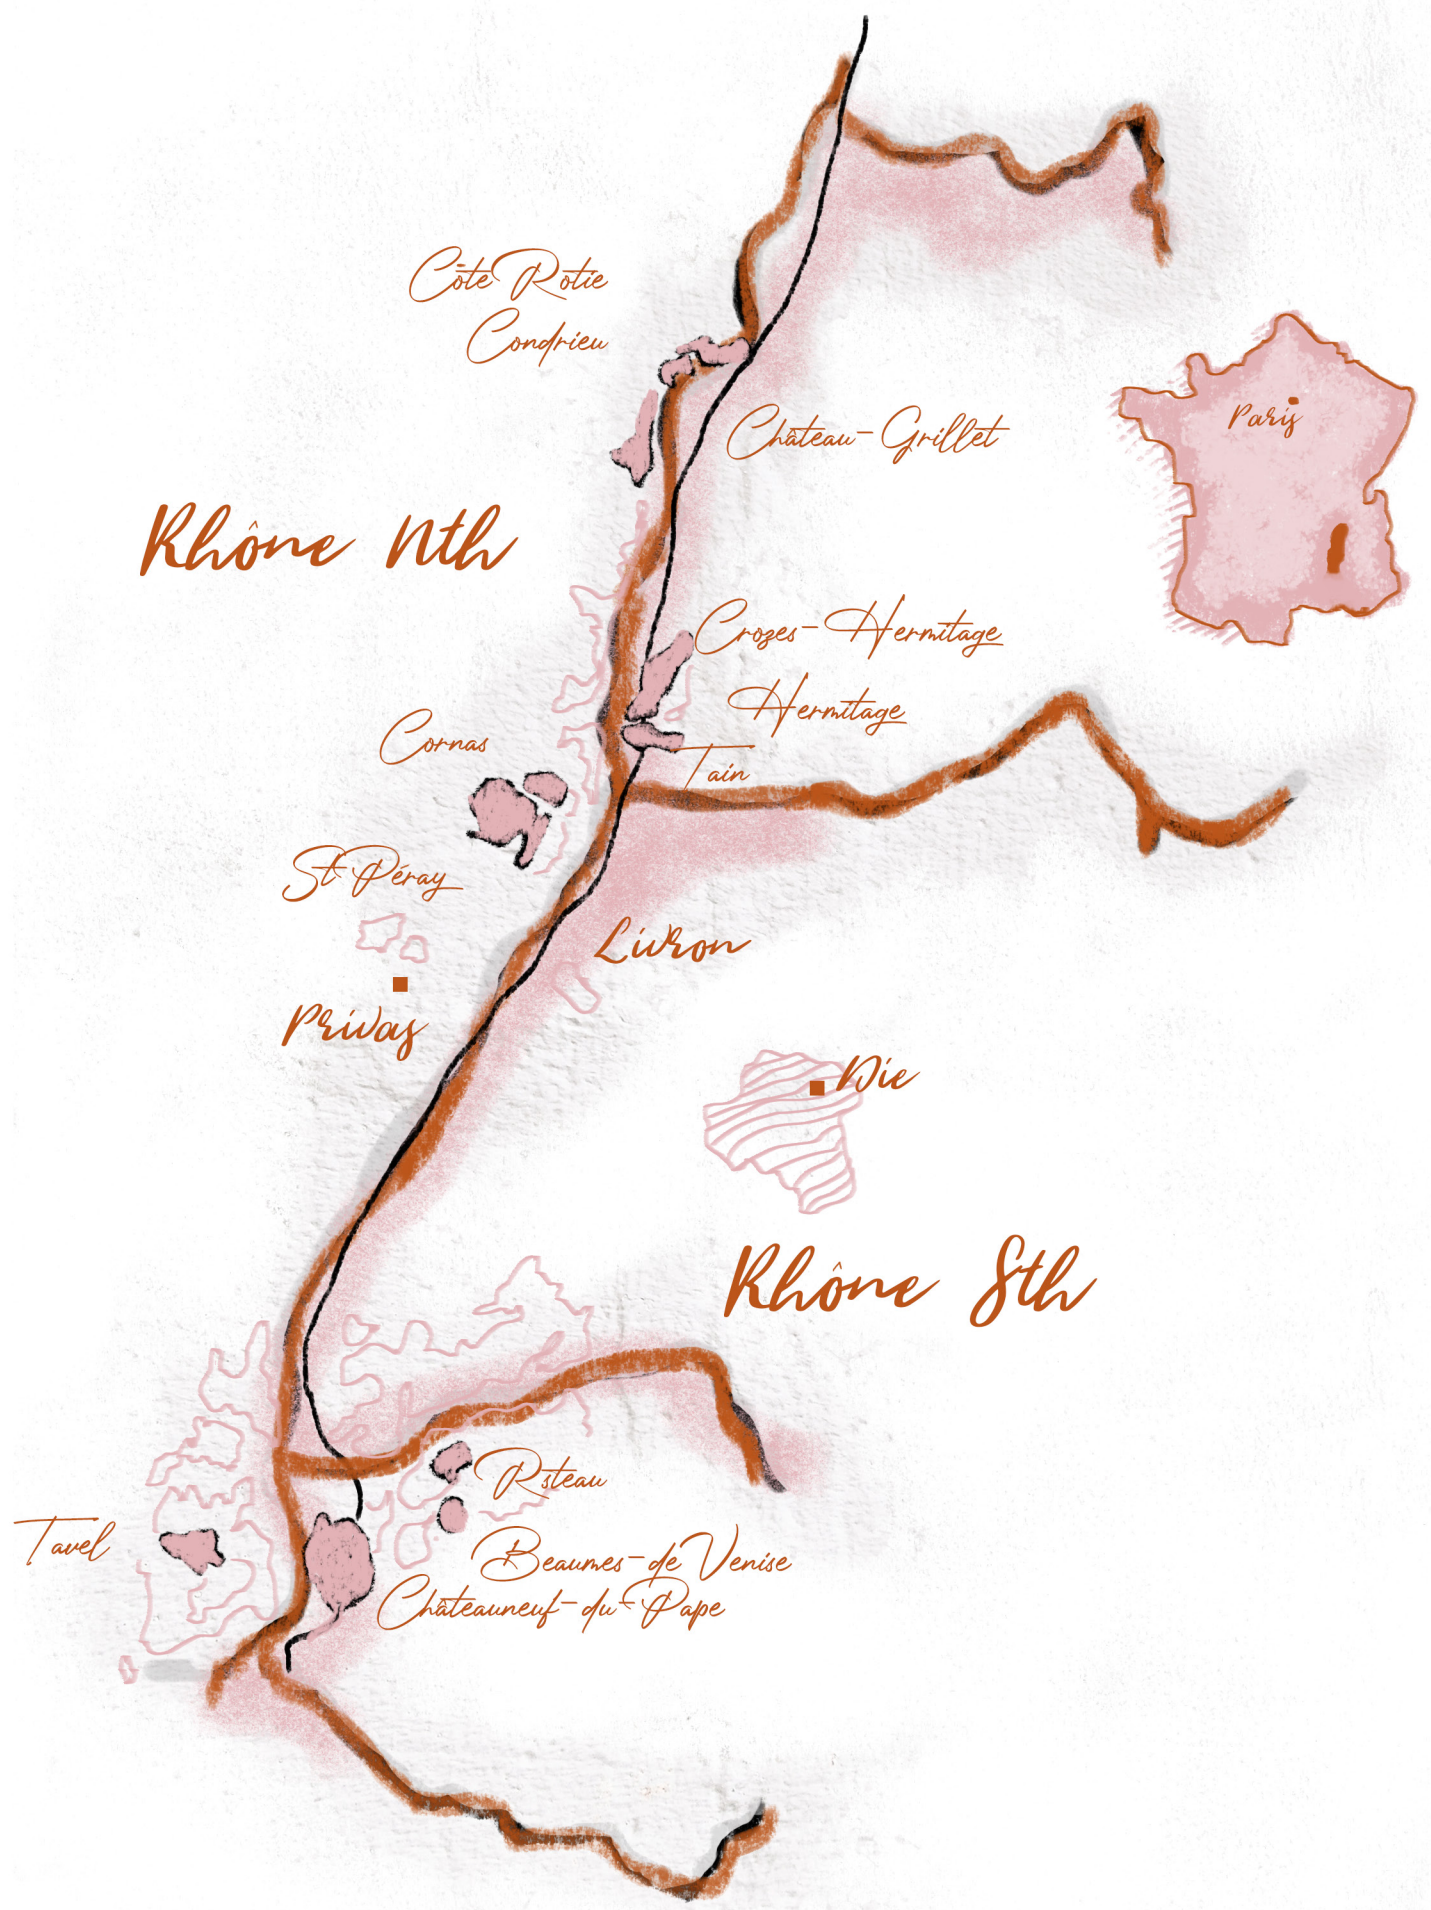 Côte Rotie
Condrieu
Château-Grillet
Paris
Rhône Nth
Crozes-Hermitage
Hermitage
Cornas
Tain
St-Péray
Livron
Privas
Die
Rhône Sth
Rsteau
Tavel
Beaumes-de Venise
Châteauneuf-du-Pape